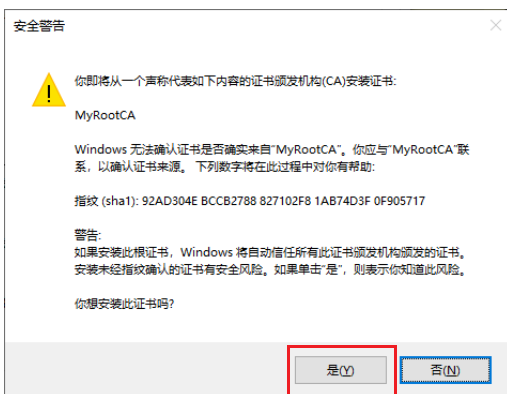 安全警告
你即将从一个声称代表如下内容的证书颁发机构(CA)安装证书:
MyRootCA
Windows 无法确认证书是否确实来自“MyRootCA”。你应与“MyRootCA”联
系，以确认证书来源。 下列数字将在此过程中对你有帮助:
指纹 (sha1): 92AD304E BCCB2788 827102F8 1AB74D3F 0F905717
警告:
如果安装此根证书，Windows 将自动信任所有此证书颁发机构颁发的证书。
安装未经指纹确认的证书有安全风险。如果单击“是”，则表示你知道此风险。
你想安装此证书吗?
是(Y) 否(N)